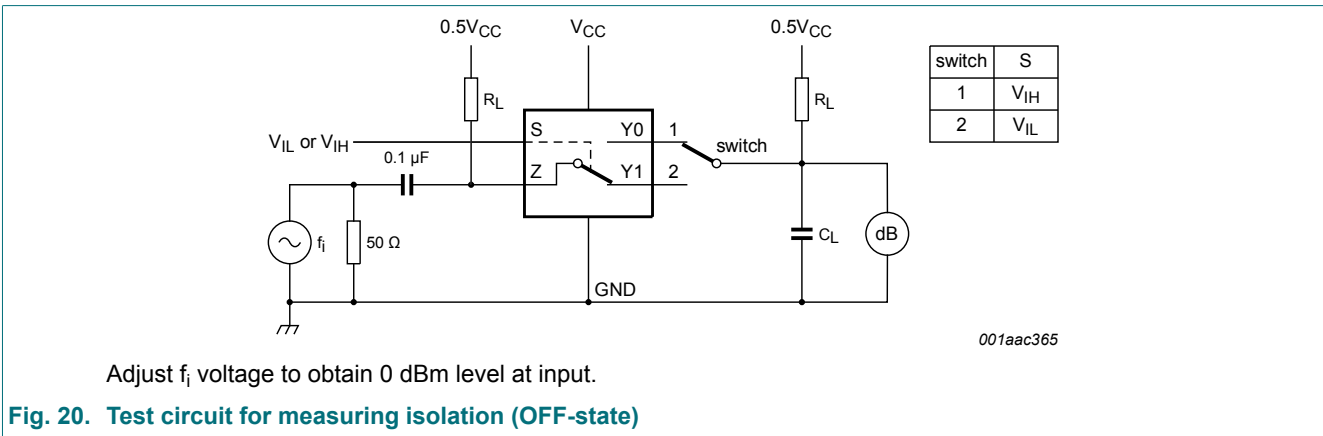 0.5VCC VCC 0.5VCC
switch S
1 VIH
2 VIL
RL RL
S Y0 1 switch
VIL or VIH
0.1 µF
Z Y1 2
fi 50 Ω CL dB
GND
001aac365
Adjust fi voltage to obtain 0 dBm level at input.
Fig. 20. Test circuit for measuring isolation (OFF-state)